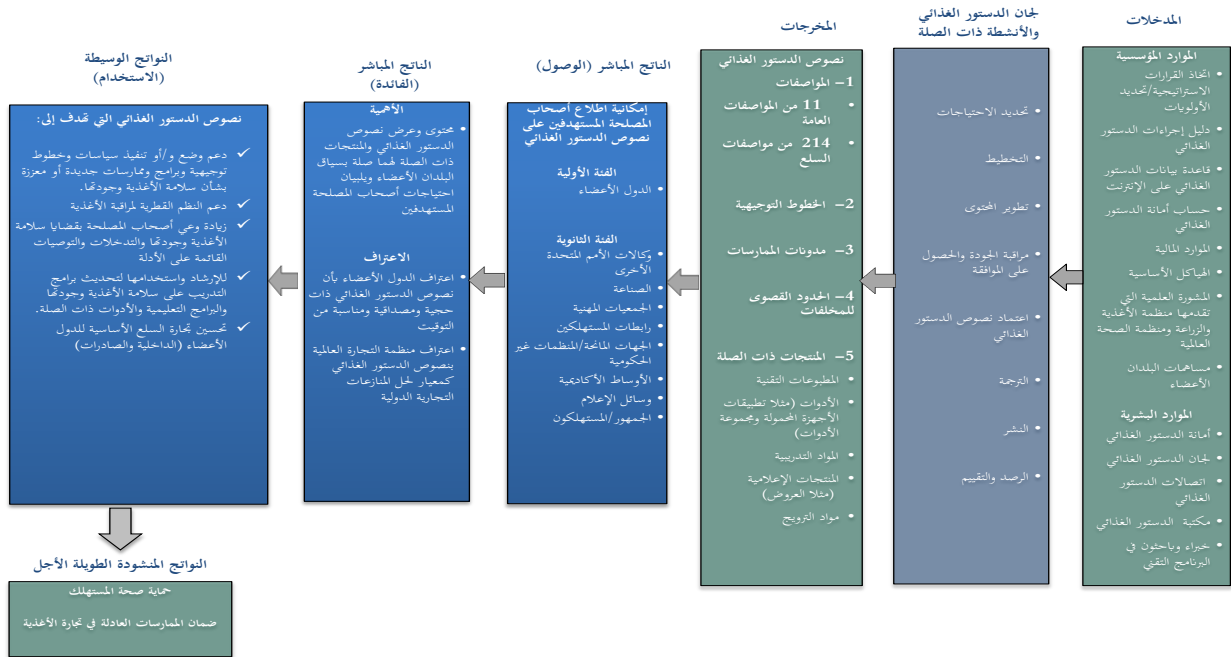 المدخلات
الموارد المؤسسية
• اتخاذ القرارات
الاستراتيجية/تحديد
الأولويات
• دليل إجراءات الدستور
الغذائي
• قاعدة بيانات الدستور
الغذائي على الإنترنت
• حساب أمانة الدستور
الغذائي
• الموارد المالية
• الهياكل الأساسية
• المشورة العلمية التي
تقدمها منظمة الأغذية
والزراعة ومنظمة الصحة
العالمية
• مساهمات البلدان
الأعضاء
الموارد البشرية
• أمانة الدستور الغذائي
• لجان الدستور الغذائي
• اتصالات الدستور
الغذائي
• مكتبة الدستور الغذائي
• خبراء وباحثون في
البرنامج التقني
لجان الدستور الغذائي
والأنشطة ذات الصلة
• تحديد الاحتياجات
• التخطيط
• تطوير المحتوى
• مراقبة الجودة والحصول
على الموافقة
• اعتماد نصوص الدستور
الغذائي
• الترجمة
• النشر
• الرصد والتقييم
المخرجات
نصوص الدستور الغذائي
1– المواصفات
• 11 من المواصفات
العامة
• 214 من مواصفات
السلع
2– الخطوط التوجيهية
3– مدونات الممارسات
4– الحدود القصوى
للمخلفات
5– المنتجات ذات الصلة
• المطبوعات التقنية
• الأدوات (مثلا تطبيقات
الأجهزة المحمولة ومجموعة
الأدوات)
• المواد التدريبية
• المنتجات الإعلامية
(مثلا العروض)
• مواد الترويج
الناتج المباشر (الوصول)
إمكانية اطلاع أصحاب
المصلحة المستهدفين على
نصوص الدستور الغذائي
الفئة الأولية
• الدول الأعضاء
الفئة الثانوية
• وكالات الأمم المتحدة
الأخرى
• الصناعة
• الجمعيات المهنية
• رابطات المستهلكين
• الجهات المانحة/المنظمات غير
الحكومية
• الأوساط الأكاديمية
• وسائل الإعلام
• الجمهور/المستهلكون
الناتج المباشر
(الفائدة)
الأهمية
• محتوى وعرض نصوص
الدستور الغذائي والمنتجات
ذات الصلة لهما صلة بسياق
البلدان الأعضاء ويلبيان
احتياجات أصحاب المصلحة
المستهدفين
الاعتراف
• اعتراف الدول الأعضاء بأن
نصوص الدستور الغذائي ذات
حجية ومصداقية ومناسبة من
التوقيت
• اعتراف منظمة التجارة العالمية
بنصوص الدستور الغذائي
كمعيار لحل المنازعات
التجارية الدولية
النواتج الوسيطة
(الاستخدام)
نصوص الدستور الغذائي التي تهدف إلى:
✓ دعم وضع و/أو تنفيذ سياسات وخطوط
توجيهية وبرامج وممارسات جديدة أو معززة
بشأن سلامة الأغذية وجودتها.
✓ دعم النظم القطرية لمراقبة الأغذية
✓ زيادة وعي أصحاب المصلحة بقضايا سلامة
الأغذية وجودتها والتدخلات والتوصيات
القائمة على الأدلة
✓ للإرشاد واستخدامها لتحديث برامج
التدريب على سلامة الأغذية وجودتها
والبرامج التعليمية والأدوات ذات الصلة.
✓ تحسين تجارة السلع الأساسية للدول
الأعضاء (الداخلية والصادرات)
النواتج المنشودة الطويلة الأجل
حماية صحة المستهلك
ضمان الممارسات العادلة في تجارة الأغذية